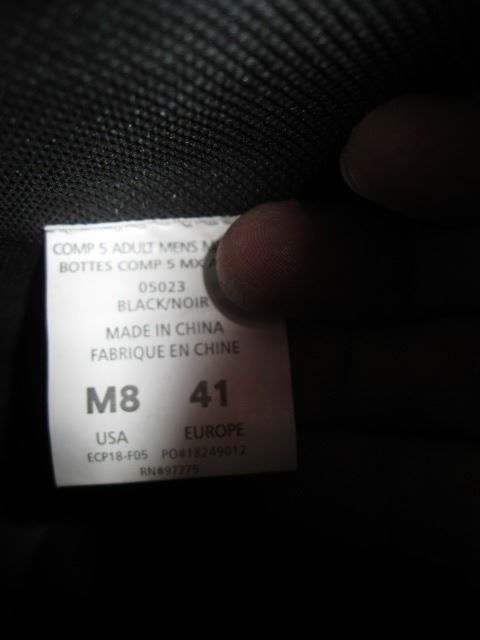 COMP 5 ADULT MENS
BOTTES COMP 5 MX
05023
BLACK/NOIR
MADE IN CHINA
FABRIQUE EN CHINE
M8 41
USA EUROPE
ECP18-F05 PO#18249012
RN#97275